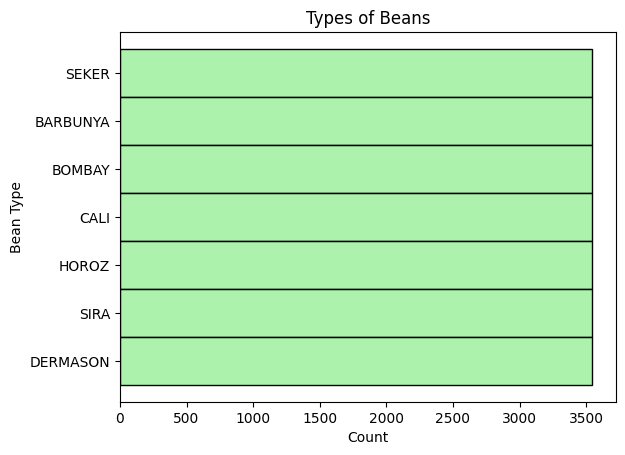 Types of Beans
Bean Type
SEKER
BARBUNYA
BOMBAY
CALI
HOROZ
SIRA
DERMASON
0 500 1000 1500 2000 2500 3000 3500
Count